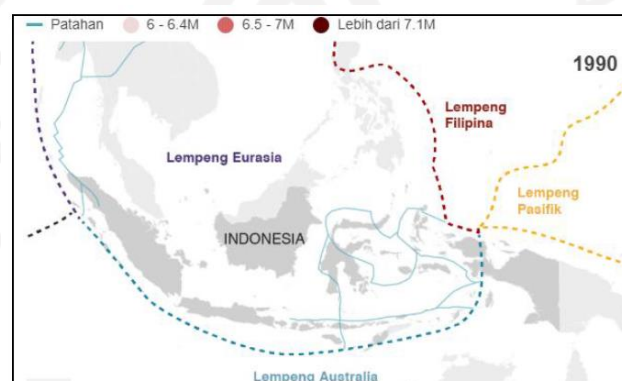 Patahan 6 - 6.4M 6.5 - 7M Lebih dari 7.1M
1990
Lempeng
Filipina
Lempeng Eurasia
Lempeng
Pasifik
INDONESIA
Lempeng Australia